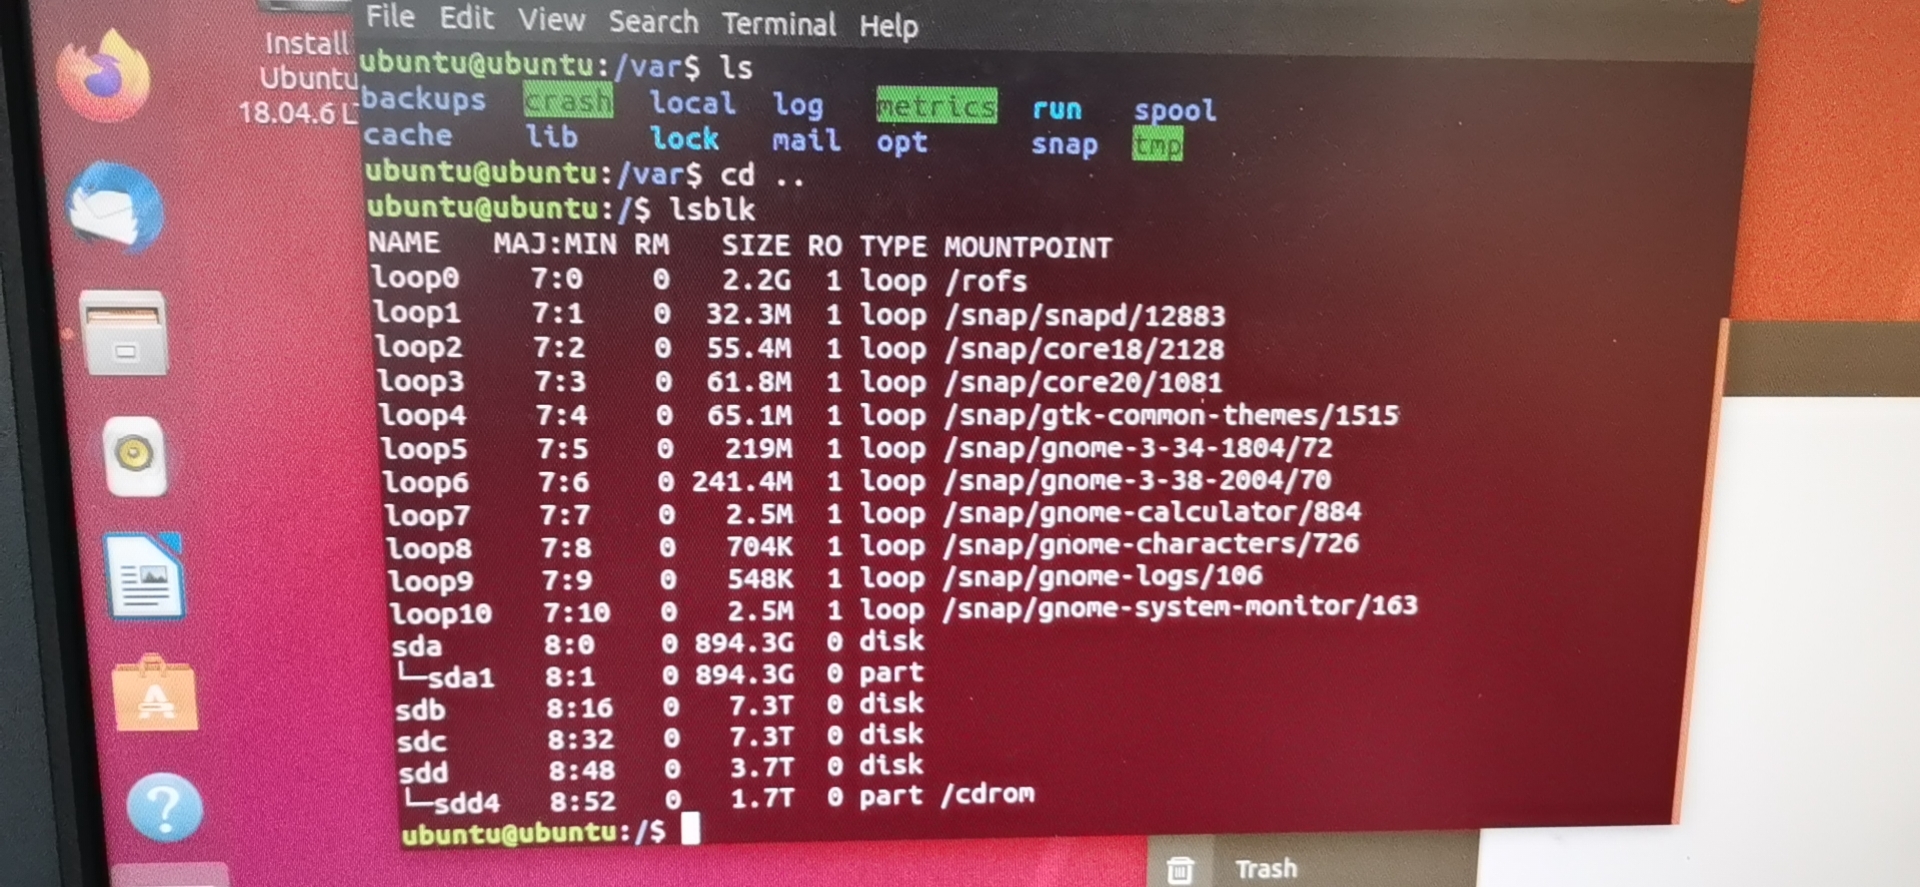 File Edit View Search Terminal Help
Install
Ubuntu
18.04.6 L
ubuntu@ubuntu:/var$ ls
backups crash local log metrics run spool
cache lib lock mail opt snap tmp
ubuntu@ubuntu:/var$ cd ..
ubuntu@ubuntu:/$ lsblk
NAME MAJ:MIN RM SIZE RO TYPE MOUNTPOINT
loop0 7:0 0 2.2G 1 loop /rofs
loop1 7:1 0 32.3M 1 loop /snap/snapd/12883
loop2 7:2 0 55.4M 1 loop /snap/core18/2128
loop3 7:3 0 61.8M 1 loop /snap/core20/1081
loop4 7:4 0 65.1M 1 loop /snap/gtk-common-themes/1515
loop5 7:5 0 219M 1 loop /snap/gnome-3-34-1804/72
loop6 7:6 0 241.4M 1 loop /snap/gnome-3-38-2004/70
loop7 7:7 0 2.5M 1 loop /snap/gnome-calculator/884
loop8 7:8 0 704K 1 loop /snap/gnome-characters/726
loop9 7:9 0 548K 1 loop /snap/gnome-logs/106
loop10 7:10 0 2.5M 1 loop /snap/gnome-system-monitor/163
sda 8:0 0 894.3G 0 disk
└─sda1 8:1 0 894.3G 0 part
sdb 8:16 0 7.3T 0 disk
sdc 8:32 0 7.3T 0 disk
sdd 8:48 0 3.7T 0 disk
└─sdd4 8:52 0 1.7T 0 part /cdrom
ubuntu@ubuntu:/$
Trash